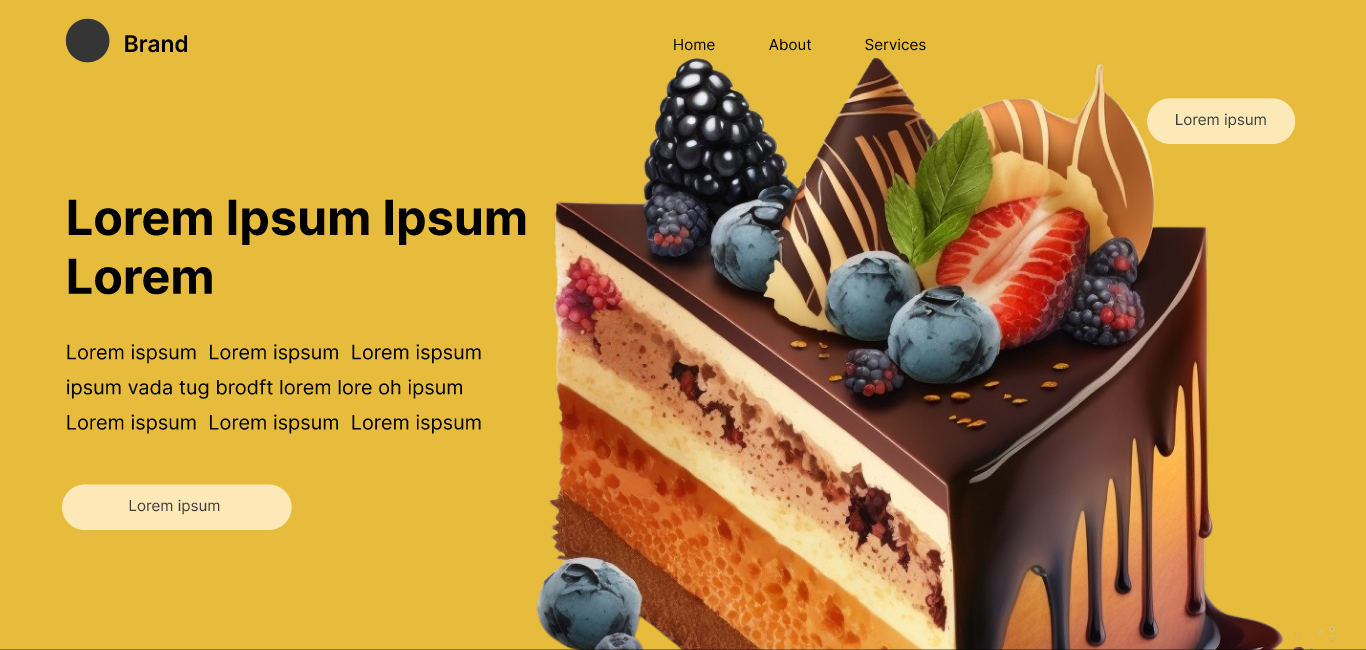 Brand
Home About Services
Lorem ipsum
Lorem Ipsum Ipsum
Lorem
Lorem ispsum Lorem ispsum Lorem ispsum
ipsum vada tug brodft lorem lore oh ipsum
Lorem ispsum Lorem ispsum Lorem ispsum
Lorem ipsum